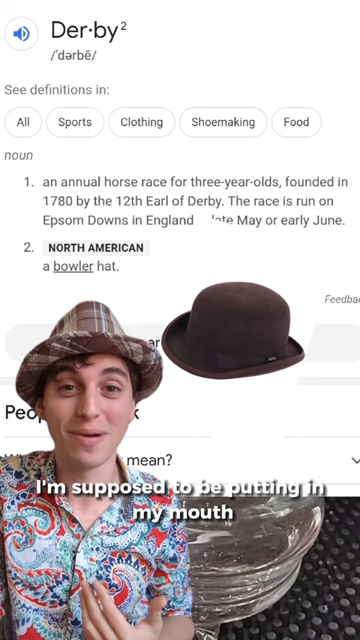 Der·by²
/ˈdərbē/
See definitions in:
All
Sports
Clothing
Shoemaking
Food
noun
1. an annual horse race for three-year-olds, founded in
1780 by the 12th Earl of Derby. The race is run on
Epsom Downs in England late May or early June.
2. NORTH AMERICAN
a bowler hat.
Feedba
mean?
I'm supposed to be putting in
my mouth